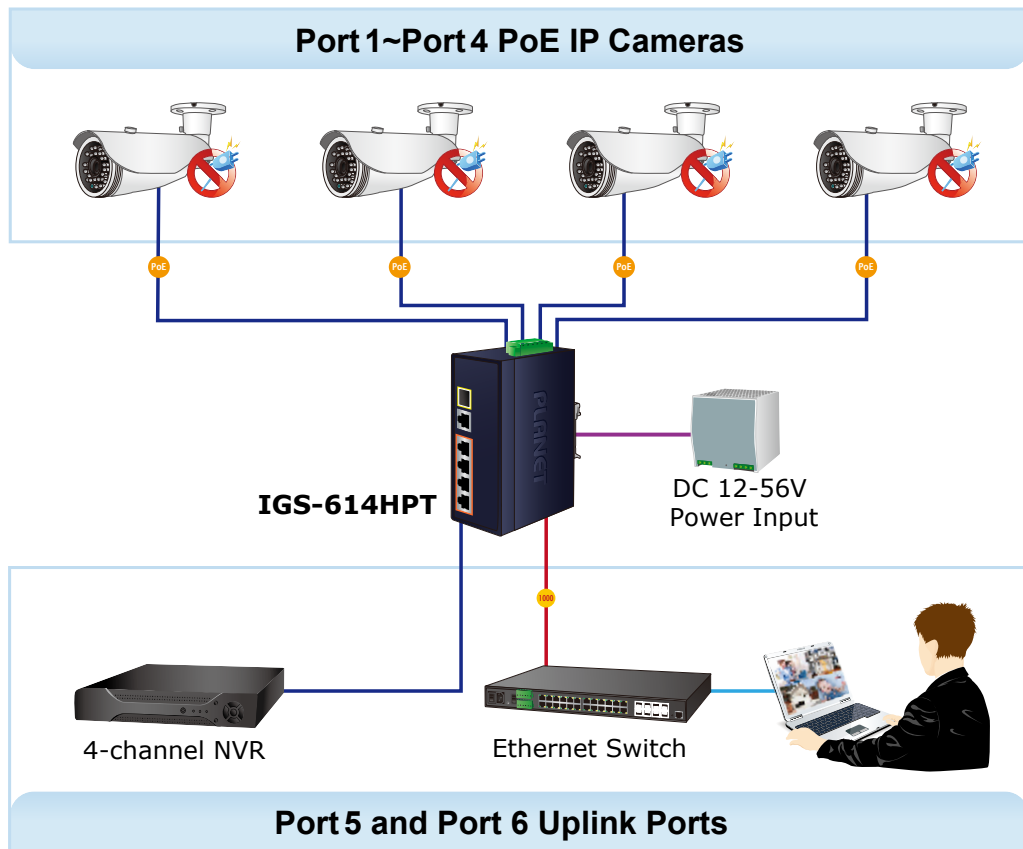 Port 1~Port 4 PoE IP Cameras
PoE
PoE
PoE
PoE
PLANET
IGS-614HPT
DC 12-56V
Power Input
1000
4-channel NVR
Ethernet Switch
Port 5 and Port 6 Uplink Ports